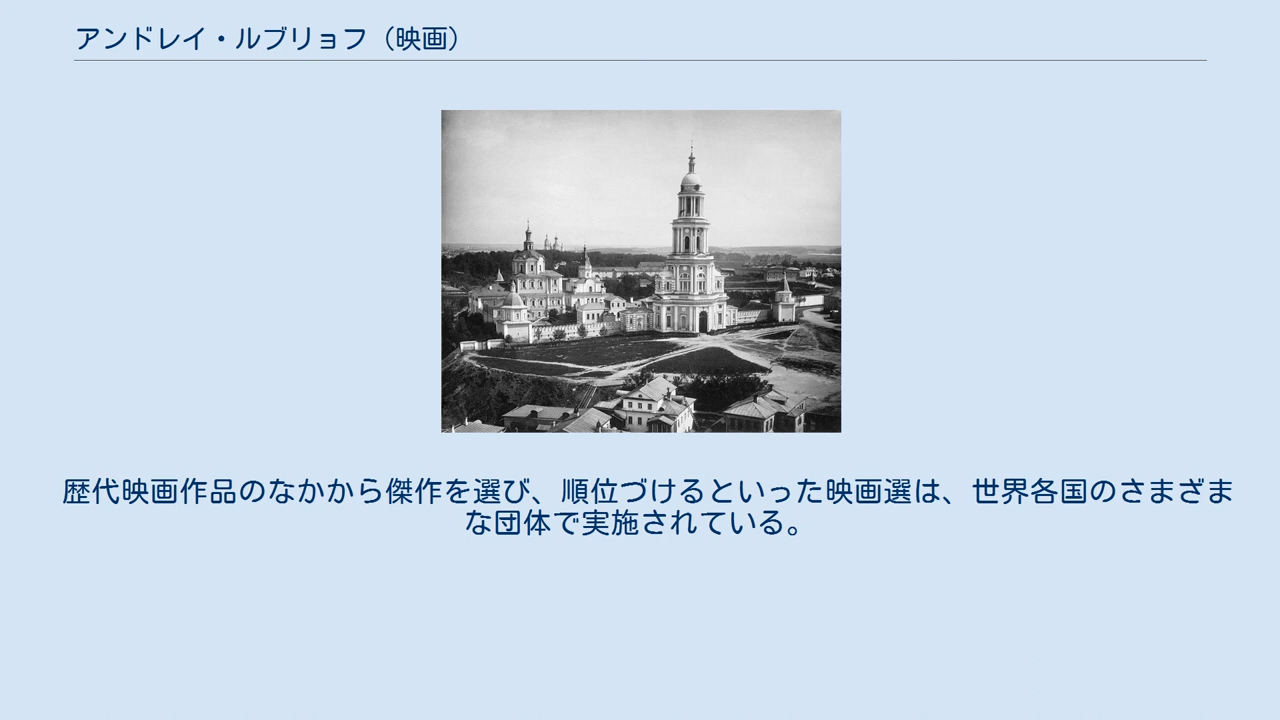 アンドレイ・ルブリョフ（映画）
歴代映画作品のなかから傑作を選び、順位づけるといった映画選は、世界各国のさまざま
な団体で実施されている。